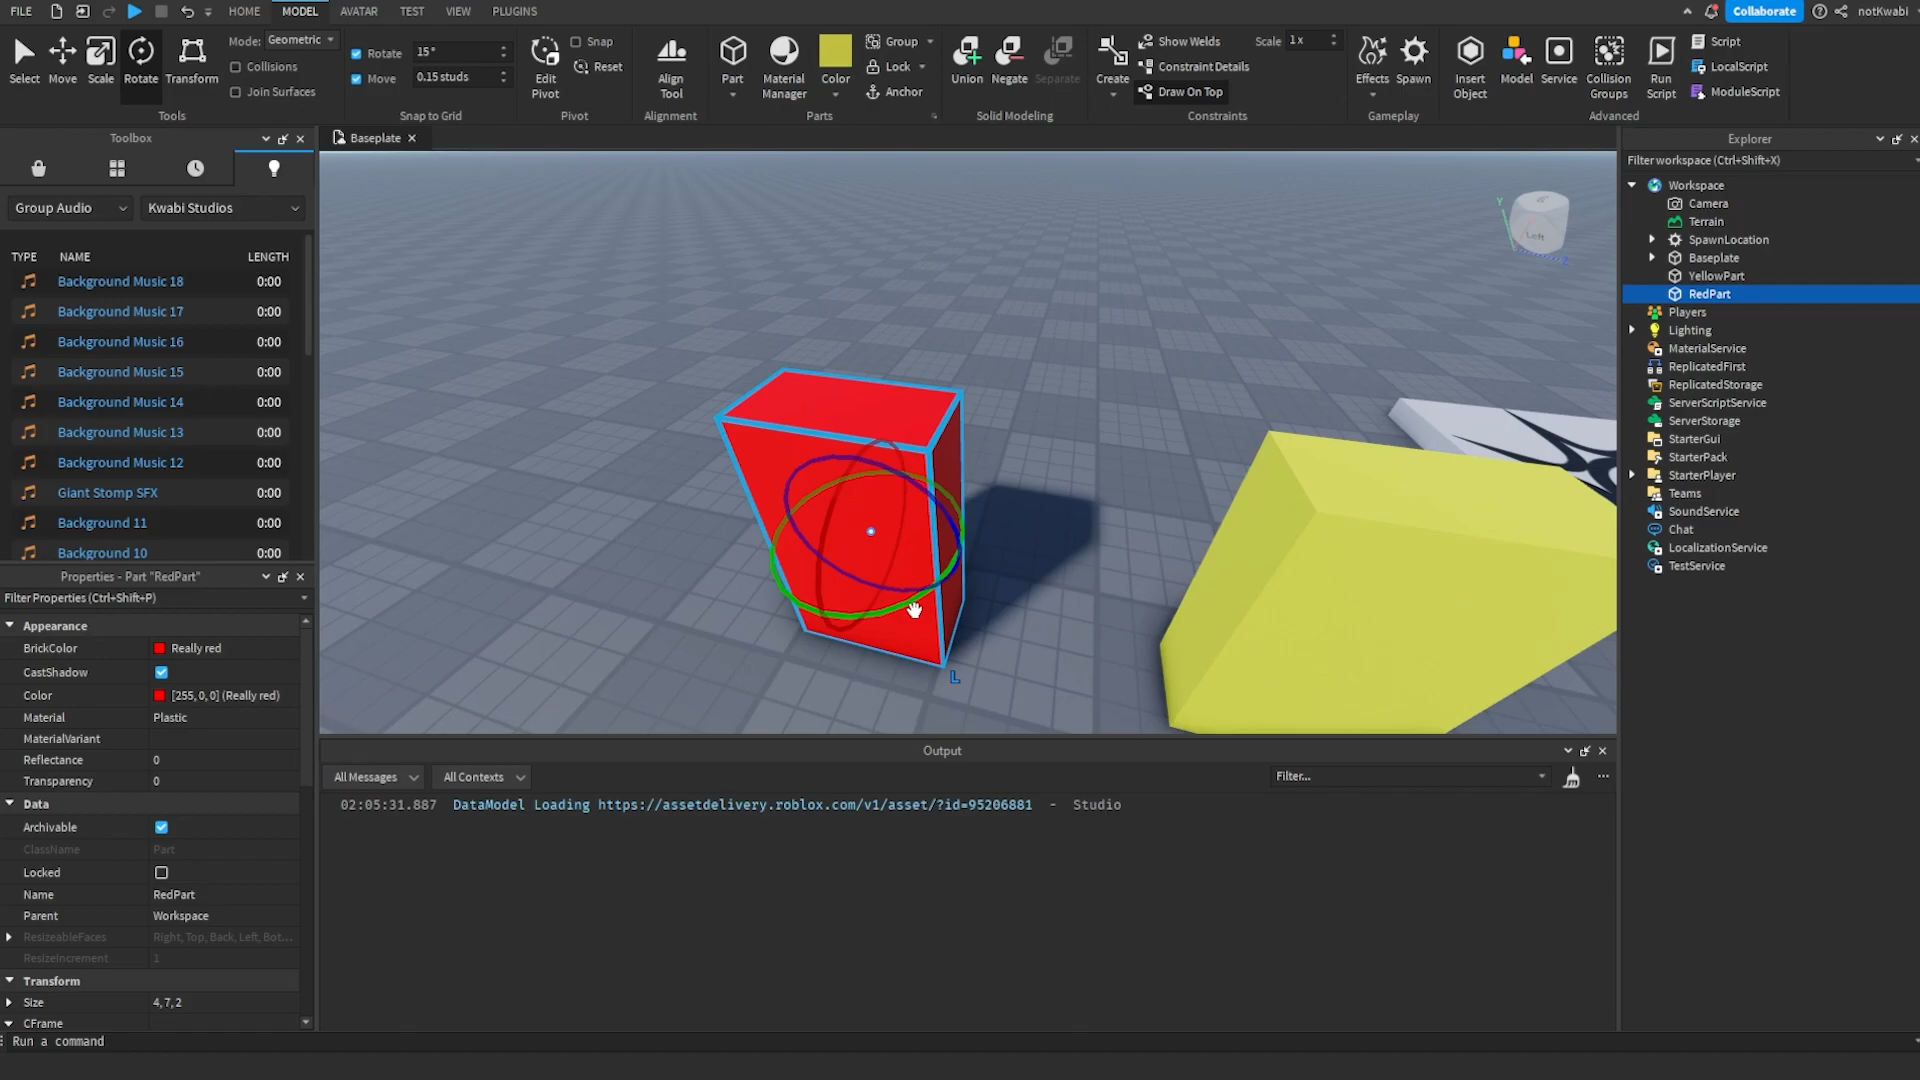 FILE HOME MODEL AVATAR TEST VIEW PLUGINS Collaborate notKwabi
Select Move Scale Rotate Transform
Mode: Geometric
Collisions
Join Surfaces
Tools
Rotate 15°
Move 0.15 studs
Snap to Grid
Edit Pivot
Snap
Reset
Pivot
Align Tool
Alignment
Part Material Manager Color
Group
Lock
Anchor
Parts
Union Negate Separate
Solid Modeling
Create
Show Welds
Scale 1x
Constraint Details
Draw On Top
Constraints
Effects Spawn
Gameplay
Insert Object Model Service Collision Groups Run Script
Script
LocalScript
ModuleScript
Advanced
Toolbox
Group Audio Kwabi Studios
TYPE NAME LENGTH
Background Music 18 0:00
Background Music 17 0:00
Background Music 16 0:00
Background Music 15 0:00
Background Music 14 0:00
Background Music 13 0:00
Background Music 12 0:00
Giant Stomp SFX 0:00
Background 11 0:00
Background 10 0:00
Properties - Part "RedPart"
Filter Properties (Ctrl+Shift+P)
Appearance
BrickColor Really red
CastShadow
Color [255, 0, 0] (Really red)
Material Plastic
MaterialVariant
Reflectance 0
Transparency 0
Data
Archivable
ClassName Part
Locked
Name RedPart
Parent Workspace
ResizeableFaces Right, Top, Back, Left, Bot...
ResizeIncrement 1
Transform
Size 4, 7, 2
CFrame
Run a command
Baseplate
Y
Left
Z
L
Output
All Messages All Contexts Filter...
02:05:31.887 DataModel Loading https://assetdelivery.roblox.com/v1/asset/?id=95206881 - Studio
Explorer
Filter workspace (Ctrl+Shift+X)
Workspace
Camera
Terrain
SpawnLocation
Baseplate
YellowPart
RedPart
Players
Lighting
MaterialService
ReplicatedFirst
ReplicatedStorage
ServerScriptService
ServerStorage
StarterGui
StarterPack
StarterPlayer
Teams
SoundService
Chat
LocalizationService
TestService